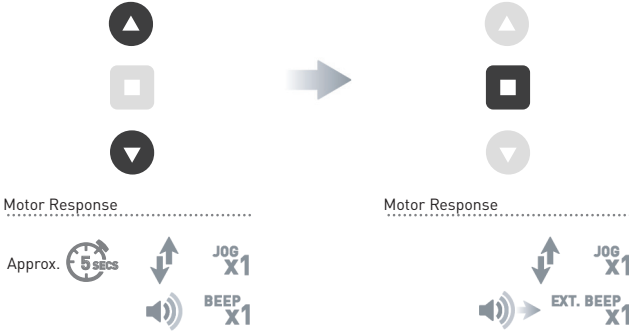 Motor Response
Approx. 5 SECS
JOG
X1
BEEP
X1
Motor Response
JOG
X1
EXT. BEEP
X1